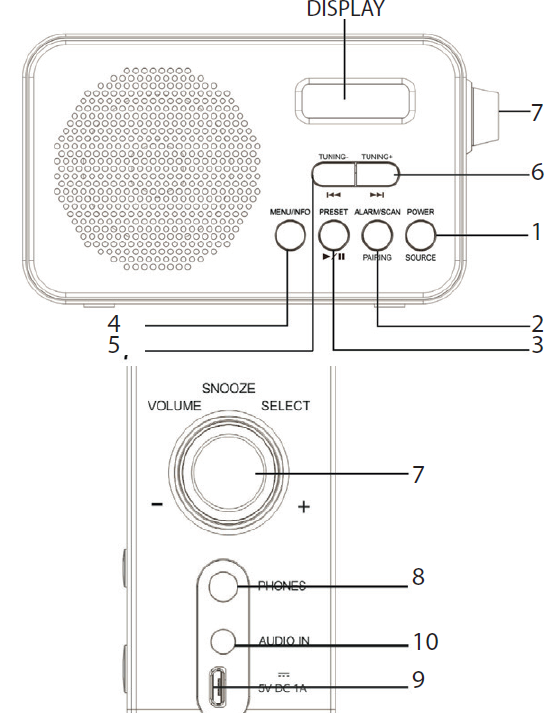 DISPLAY
7
TUNING- TUNING+
6
MENU/INFO PRESET ALARM/SCAN POWER
1
PAIRING SOURCE
4
2
5
3
SNOOZE
VOLUME SELECT
7
- +
8
PHONES
AUDIO IN
10
9
5V DC 1A